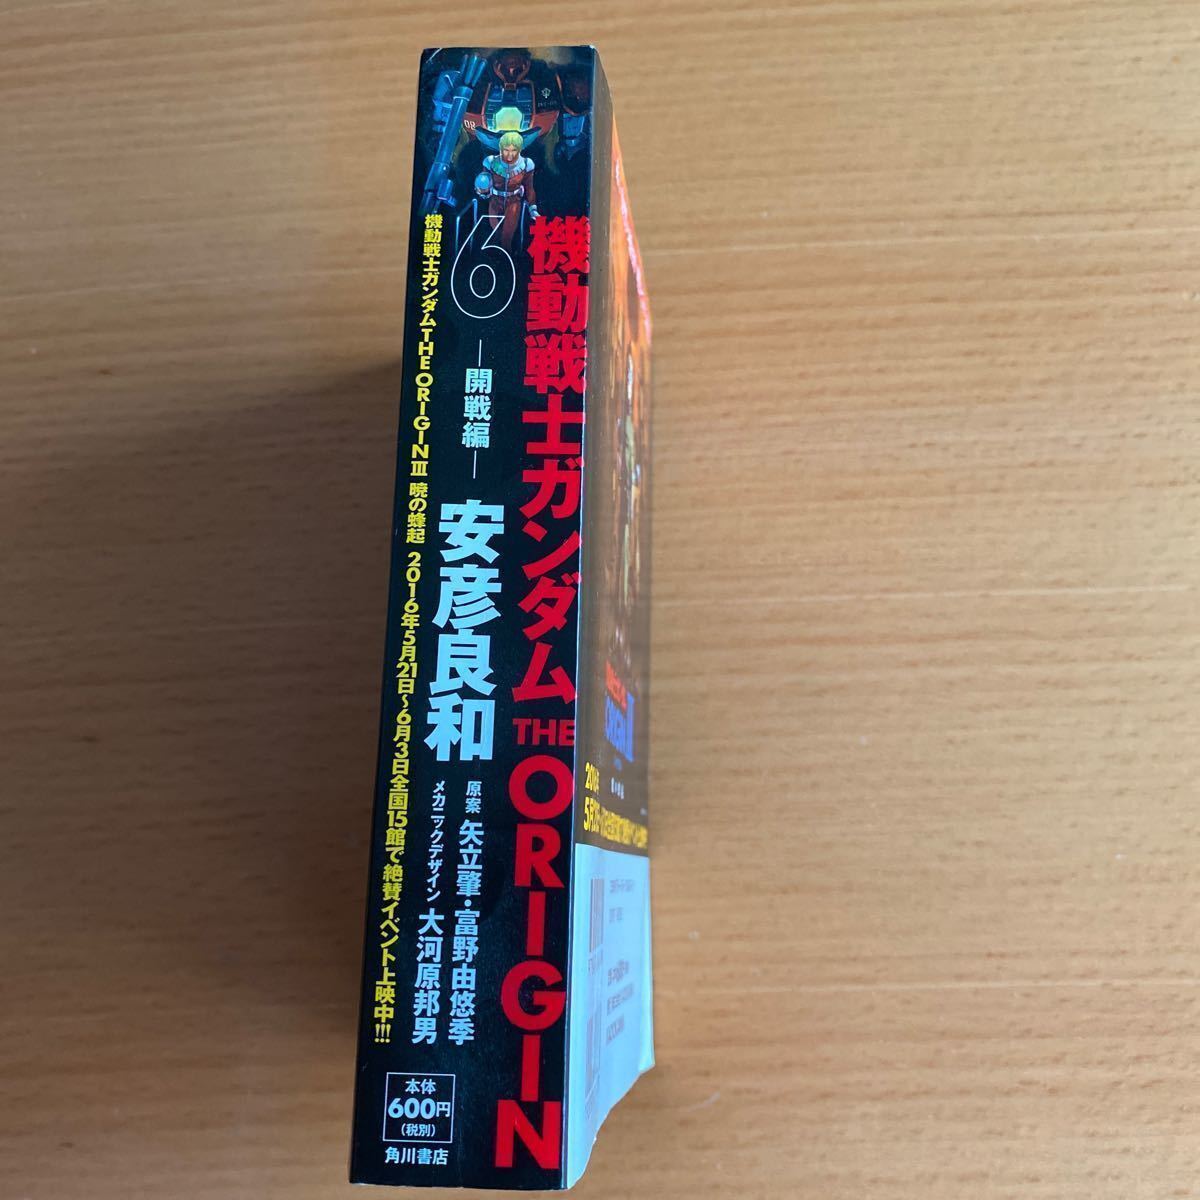 機動戦士ガンダム THE ORIGIN
6
―開戦編―
安彦良和
原案 矢立肇・富野由悠季
メカニックデザイン 大河原邦男
機動戦士ガンダム THE ORIGIN III 暁の蜂起 2016年5月21日～6月3日全国15館で絶賛イベント上映中!!!
本体
600円
(税別)
角川書店